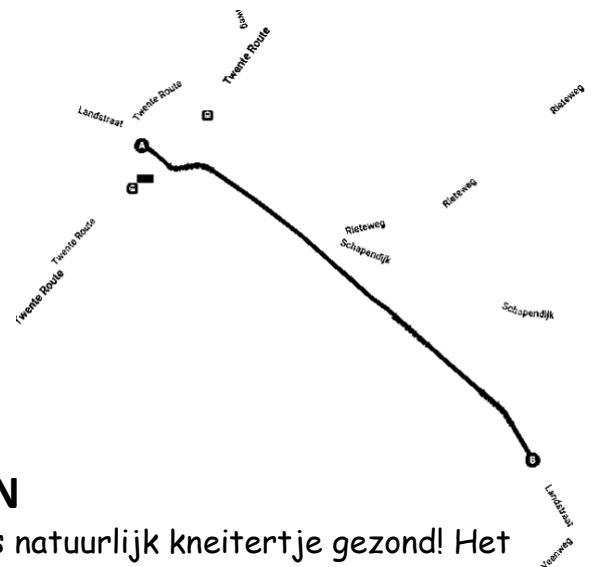 weg
Twente Route
Twente Route
Landstraat
Rieteweg
A
Rieteweg
Rieteweg
Schapendijk
Twente Route
Twente Route
Schapendijk
B
Landstraat
Veenweg
N
s natuurlijk kneitertje gezond! Het